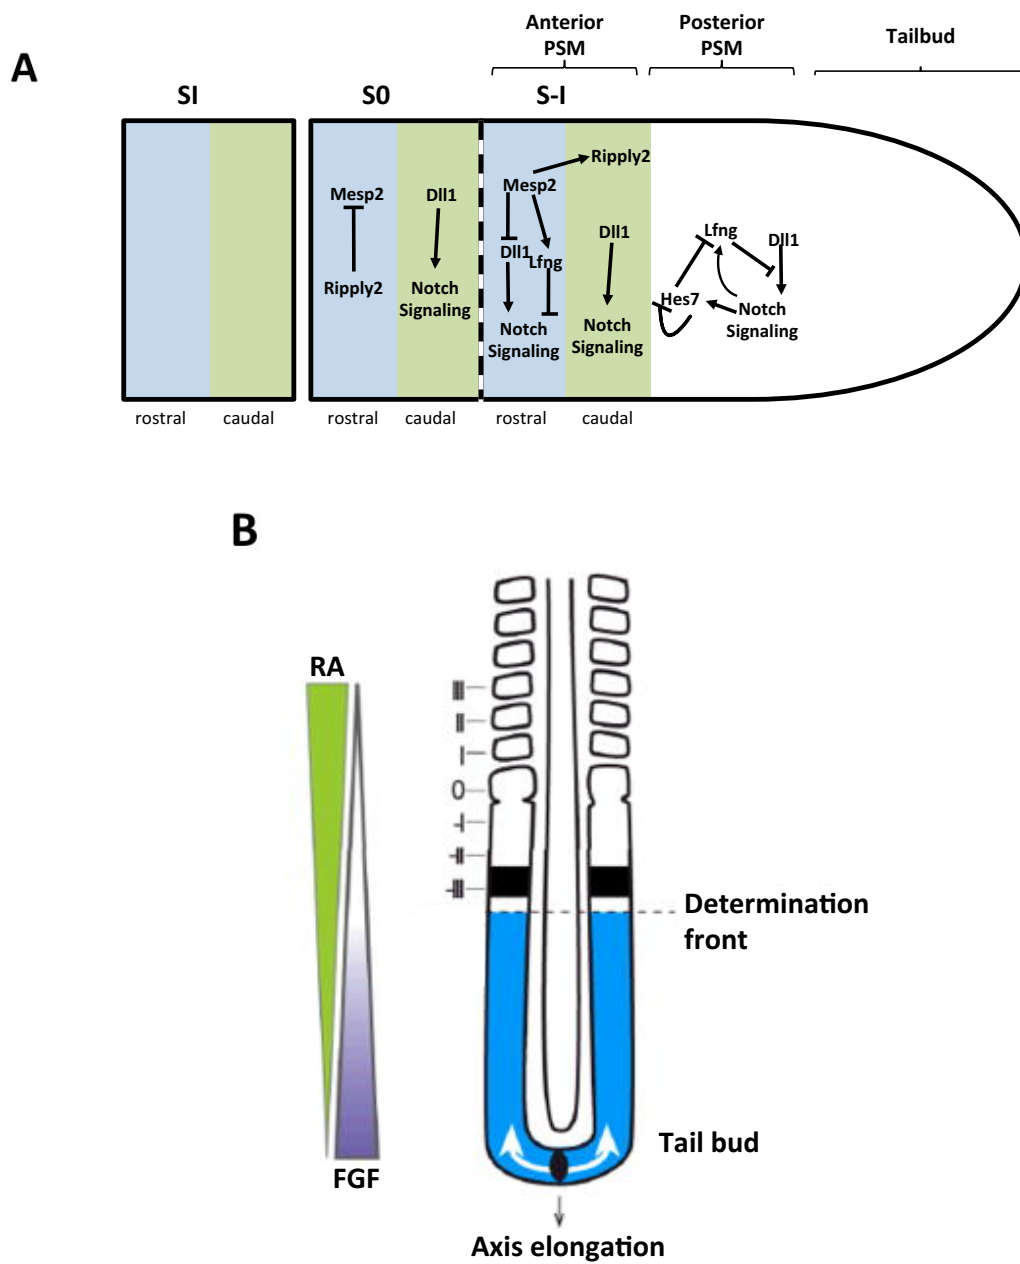 A
Anterior
PSM
Posterior
PSM
Tailbud
SI
S0
S-I
Mesp2
Ripply2
Dll1
Notch
Signaling
Ripply2
Mesp2
Dll1
Lfng
Notch
Signaling
Dll1
Notch
Signaling
Lfng
Dll1
Hes7
Notch
Signaling
rostral
caudal
rostral
caudal
rostral
caudal
B
RA
III
II
I
0
-I
-II
-III
Determination
front
Tail bud
FGF
Axis elongation